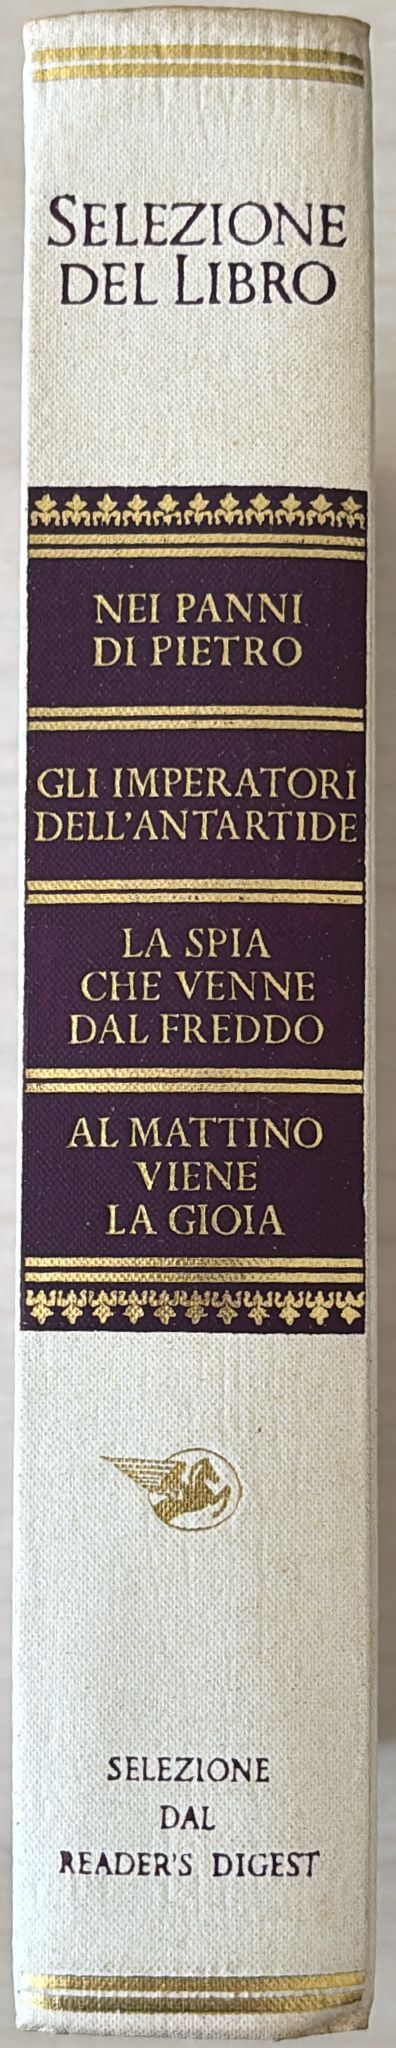 SELEZIONE
DEL LIBRO
NEI PANNI
DI PIETRO
GLI IMPERATORI
DELL'ANTARTIDE
LA SPIA
CHE VENNE
DAL FREDDO
AL MATTINO
VIENE
LA GIOIA
SELEZIONE
DAL
READER'S DIGEST